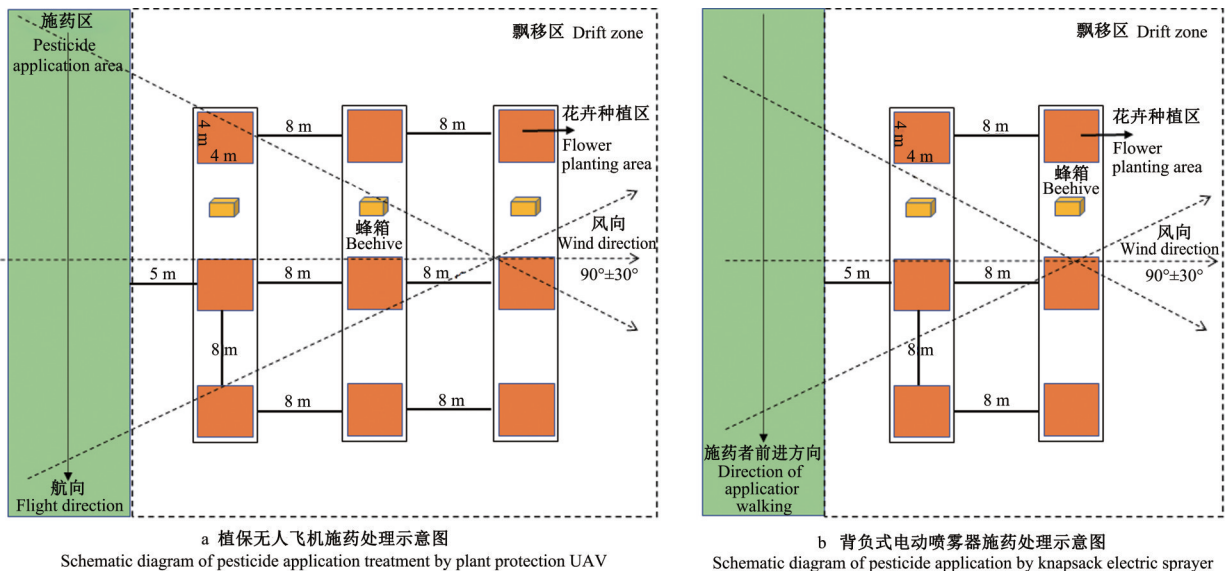 施药区
Pesticide
application area
飘移区 Drift zone
8 m
8 m
花卉种植区
Flower
planting area
4 m
4 m
蜂箱
Beehive
风向
Wind direction
90°±30°
5 m
8 m
8 m
8 m
8 m
8 m
航向
Flight direction
a 植保无人飞机施药处理示意图
Schematic diagram of pesticide application treatment by plant protection UAV
飘移区 Drift zone
8 m
花卉种植区
Flower
planting area
4 m
4 m
蜂箱
Beehive
风向
Wind direction
90°±30°
5 m
8 m
8 m
8 m
施药者前进方向
Direction of
applicatior
walking
b 背负式电动喷雾器施药处理示意图
Schematic diagram of pesticide application by knapsack electric sprayer